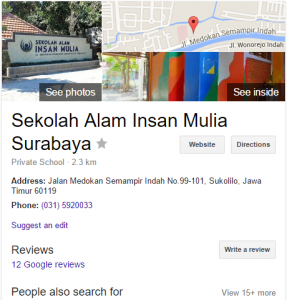 SEKOLAH ALAM
INSAN MULIA
Jl. Medokan Semampir Indah
Jl. Wonorejo Indah
See photos
See inside
Sekolah Alam Insan Mulia
Surabaya
Website
Directions
Private School · 2.3 km
Address: Jalan Medokan Semampir Indah No.99-101, Sukolilo, Jawa
Timur 60119
Phone: (031) 5920033
Suggest an edit
Reviews
Write a review
12 Google reviews
People also search for
View 15+ more